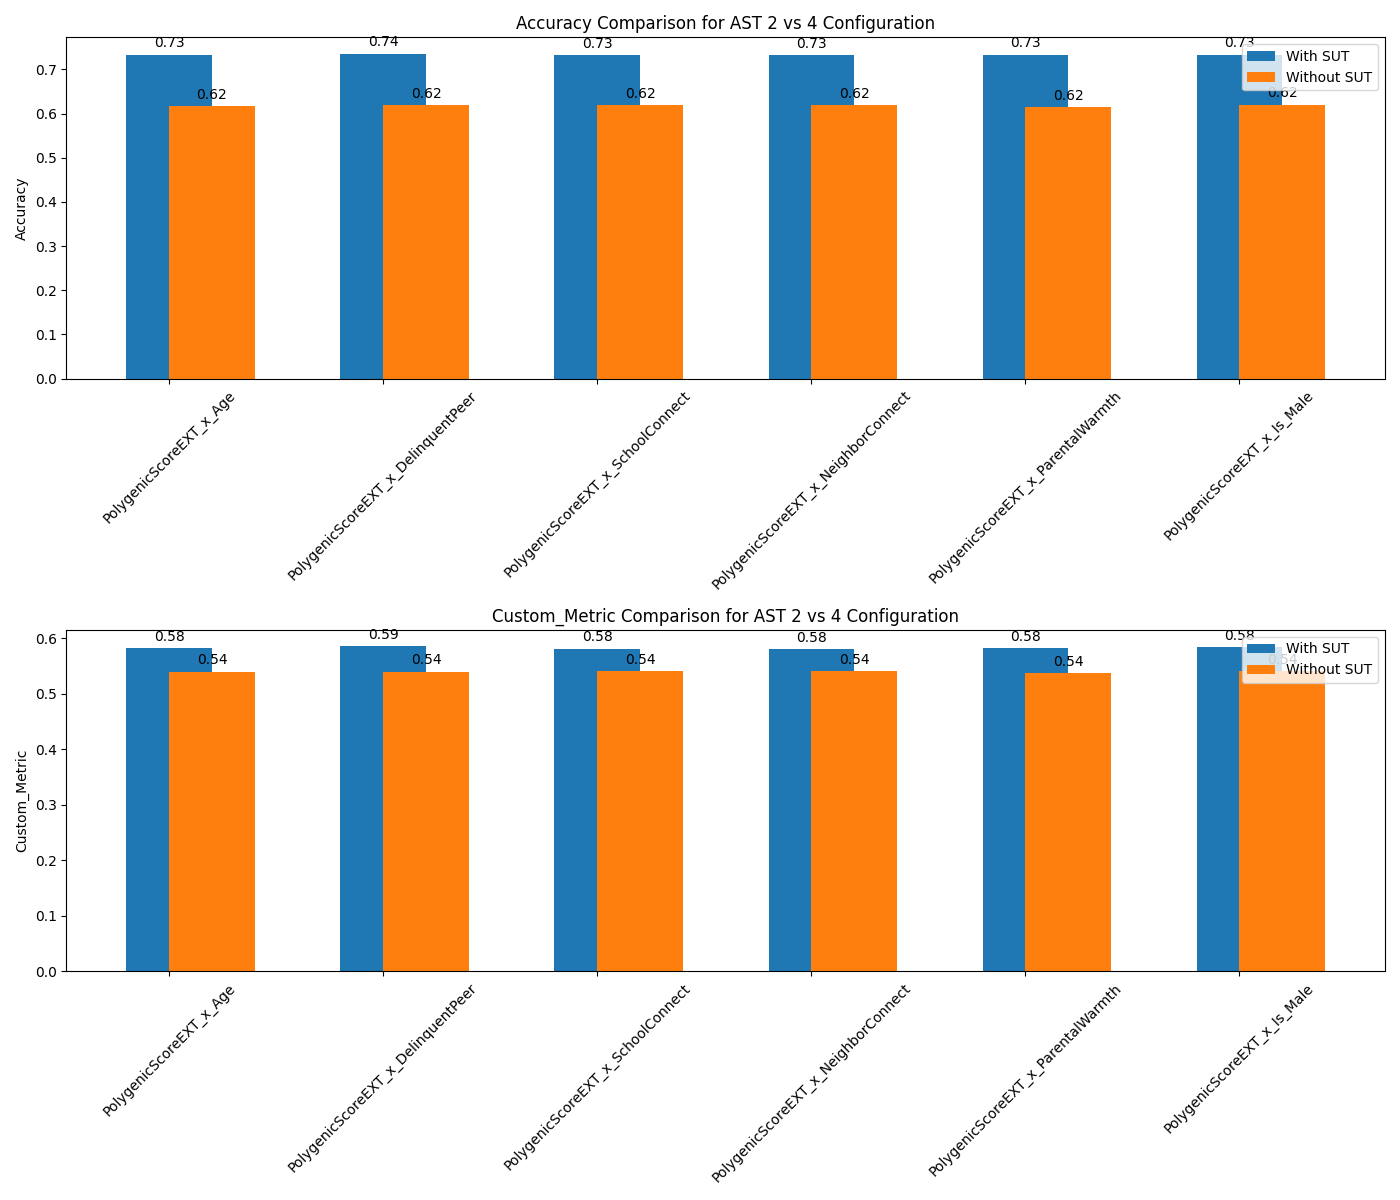 Accuracy Comparison for AST 2 vs 4 Configuration
0.73 0.74 0.73 0.73 0.73 0.73
With SUT
Without SUT
0.62 0.62 0.62 0.62 0.62 0.62
Accuracy
0.7
0.6
0.5
0.4
0.3
0.2
0.1
0.0
PolygenicScoreEXT_x_Age
PolygenicScoreEXT_x_DelinquentPeer
PolygenicScoreEXT_x_SchoolConnect
PolygenicScoreEXT_x_NeighborConnect
PolygenicScoreEXT_x_ParentalWarmth
PolygenicScoreEXT_x_Is_Male
Custom_Metric Comparison for AST 2 vs 4 Configuration
0.58 0.59 0.58 0.58 0.58 0.58
With SUT
Without SUT
0.54 0.54 0.54 0.54 0.54 0.54
Custom_Metric
0.6
0.5
0.4
0.3
0.2
0.1
0.0
PolygenicScoreEXT_x_Age
PolygenicScoreEXT_x_DelinquentPeer
PolygenicScoreEXT_x_SchoolConnect
PolygenicScoreEXT_x_NeighborConnect
PolygenicScoreEXT_x_ParentalWarmth
PolygenicScoreEXT_x_Is_Male